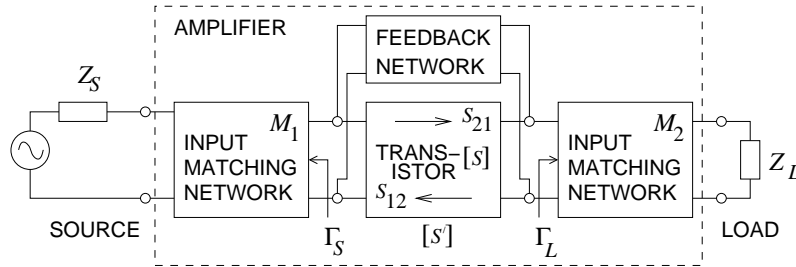 AMPLIFIER
FEEDBACK
NETWORK
Z_S
M_1
INPUT
MATCHING
NETWORK
s_21
TRANS-[S]
ISTOR
s_12
M_2
INPUT
MATCHING
NETWORK
Z_L
SOURCE
Γ_S
[S′]
Γ_L
LOAD